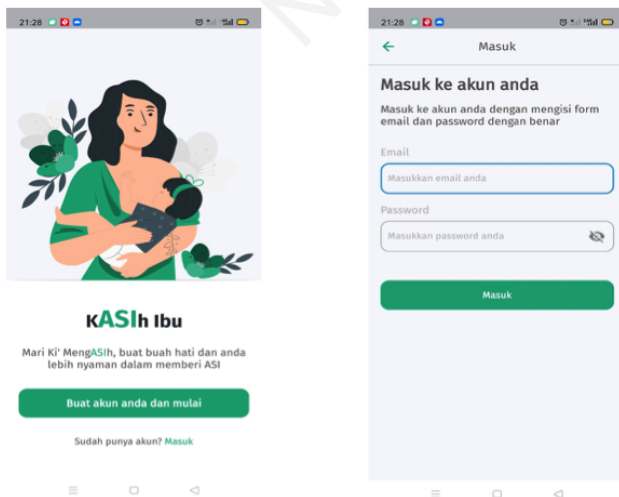 21:28
KASIh Ibu
Mari Ki' MengASIh, buat buah hati dan anda
lebih nyaman dalam memberi ASI
Buat akun anda dan mulai
Sudah punya akun? Masuk
21:28
Masuk
Masuk ke akun anda
Masuk ke akun anda dengan mengisi form
email dan password dengan benar
Email
Masukkan email anda
Password
Masukkan password anda
Masuk